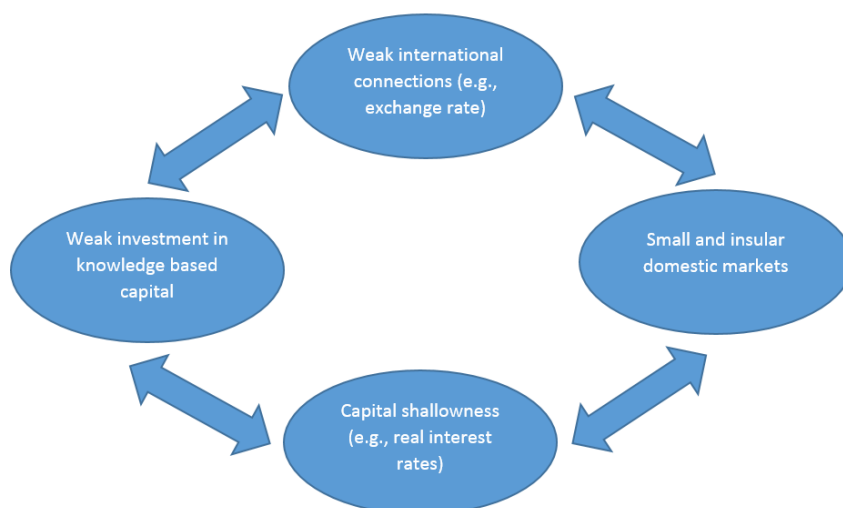 Weak international
connections (e.g.,
exchange rate)
Weak investment in
knowledge based
capital
Small and insular
domestic markets
Capital shallowness
(e.g., real interest
rates)